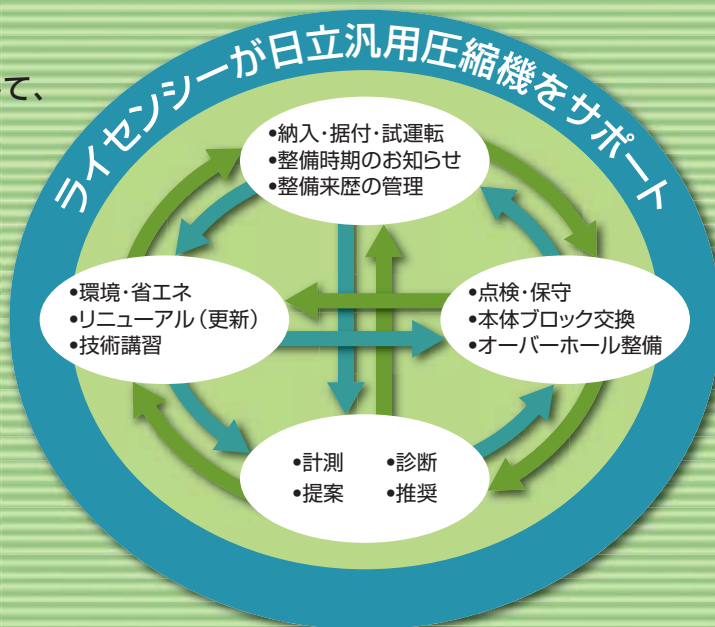 て、
ライセンシーが日立汎用圧縮機をサポート
•納入・据付・試運転
•整備時期のお知らせ
•整備来歴の管理
•環境・省エネ
•リニューアル（更新）
•技術講習
•点検・保守
•本体ブロック交換
•オーバーホール整備
•計測 •診断
•提案 •推奨